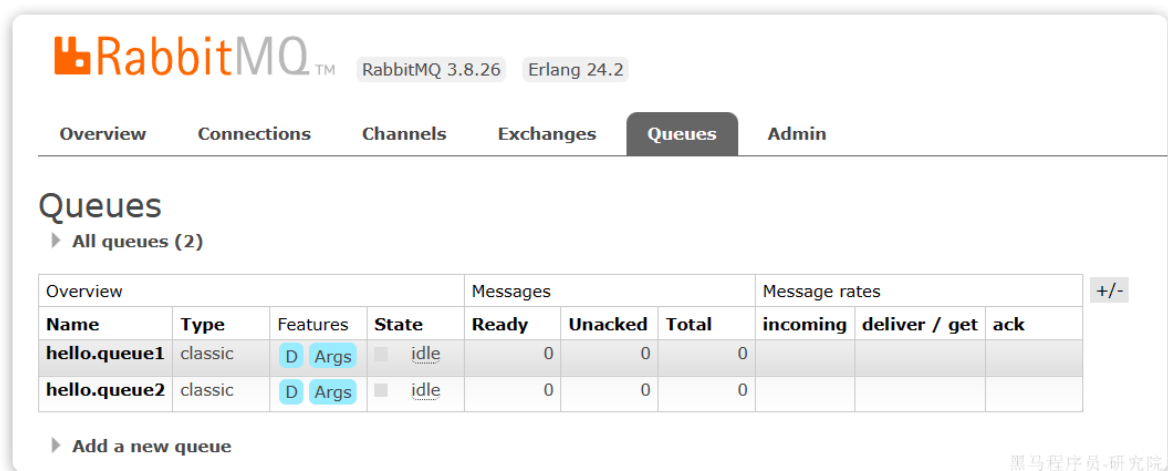 RabbitMQ TM RabbitMQ 3.8.26 Erlang 24.2
Overview Connections Channels Exchanges Queues Admin
Queues
All queues (2)
Overview Messages Message rates +/-
Name Type Features State Ready Unacked Total incoming deliver / get ack
hello.queue1 classic D Args idle 0 0 0
hello.queue2 classic D Args idle 0 0 0
Add a new queue
黑马程序员-研究院